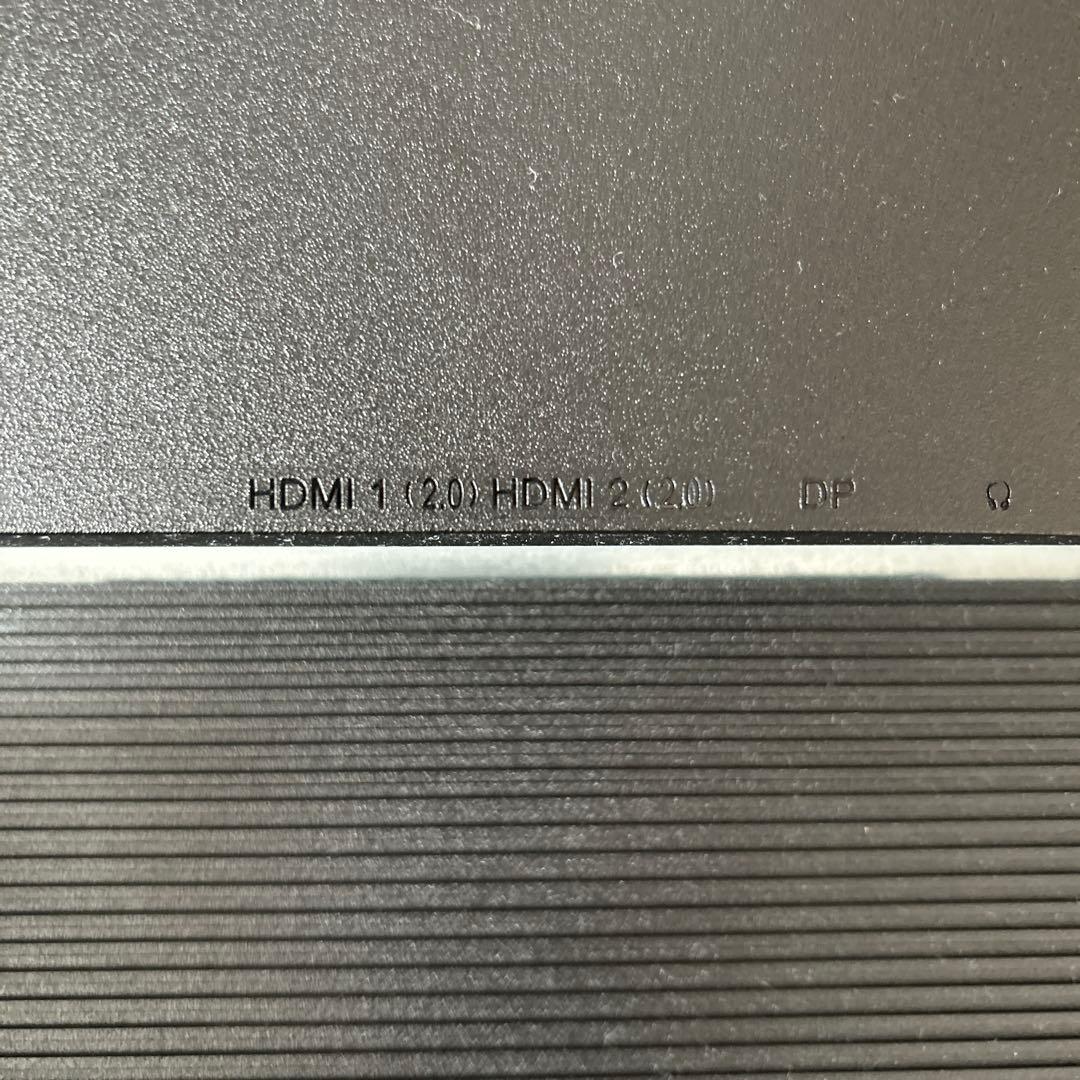 HDMI 1 (2.0) HDMI 2 (2.0) DP